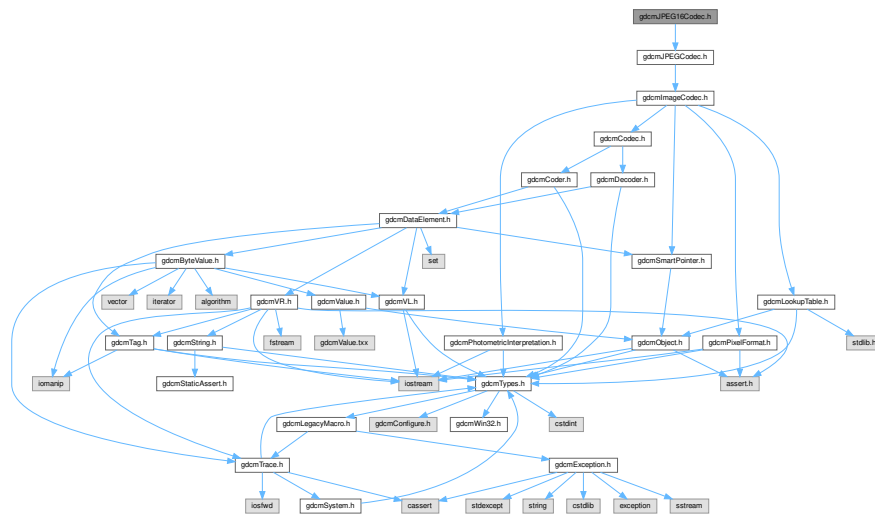 gdcmJPEG16Codec.h
gdcmJPEGCodec.h
gdcmImageCodec.h
gdcmCodec.h
gdcmCoder.h
gdcmDecoder.h
gdcmDataElement.h
gdcmByteValue.h
set
gdcmSmartPointer.h
vector
iterator
algorithm
gdcmVR.h
gdcmValue.h
gdcmVL.h
gdcmLookupTable.h
gdcmTag.h
gdcmString.h
fstream
gdcmValue.txx
gdcmPhotometricInterpretation.h
gdcmObject.h
gdcmPixelFormat.h
stdlib.h
iomanip
gdcmStaticAssert.h
iostream
gdcmTypes.h
assert.h
gdcmLegacyMacro.h
gdcmConfigure.h
gdcmWin32.h
cstdint
gdcmTrace.h
gdcmException.h
iosfwd
gdcmSystem.h
cassert
stdexcept
string
cstdlib
exception
sstream